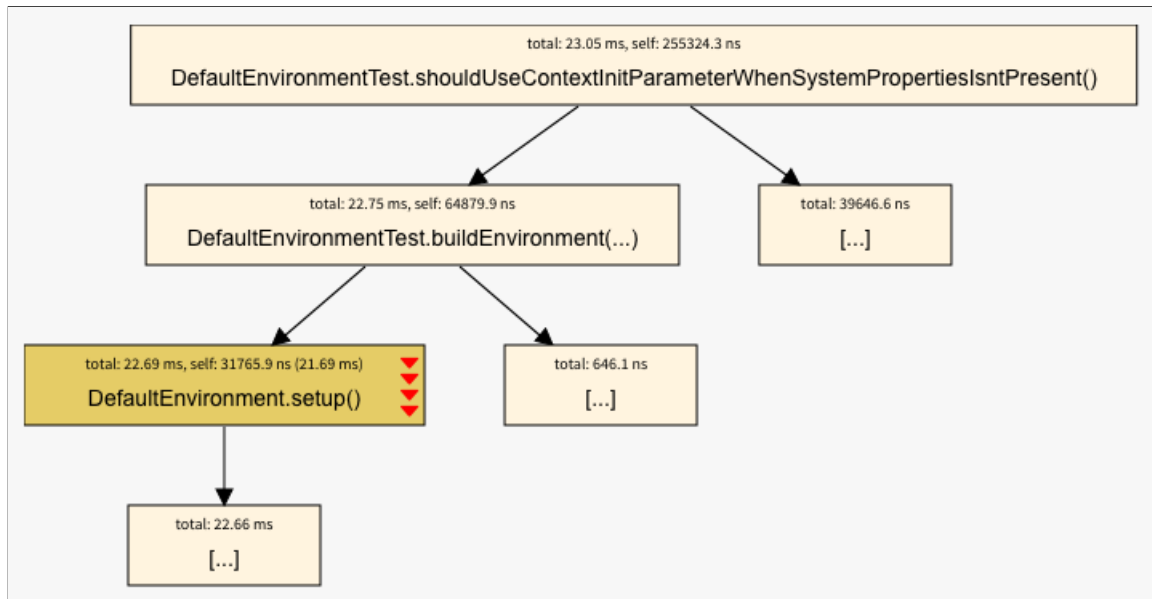 total: 23.05 ms, self: 255324.3 ns
DefaultEnvironmentTest.shouldUseContextInitParameterWhenSystemPropertiesIsntPresent()
total: 22.75 ms, self: 64879.9 ns
DefaultEnvironmentTest.buildEnvironment(...)
total: 39646.6 ns
[...]
total: 22.69 ms, self: 31765.9 ns (21.69 ms)
DefaultEnvironment.setup()
total: 646.1 ns
[...]
total: 22.66 ms
[...]